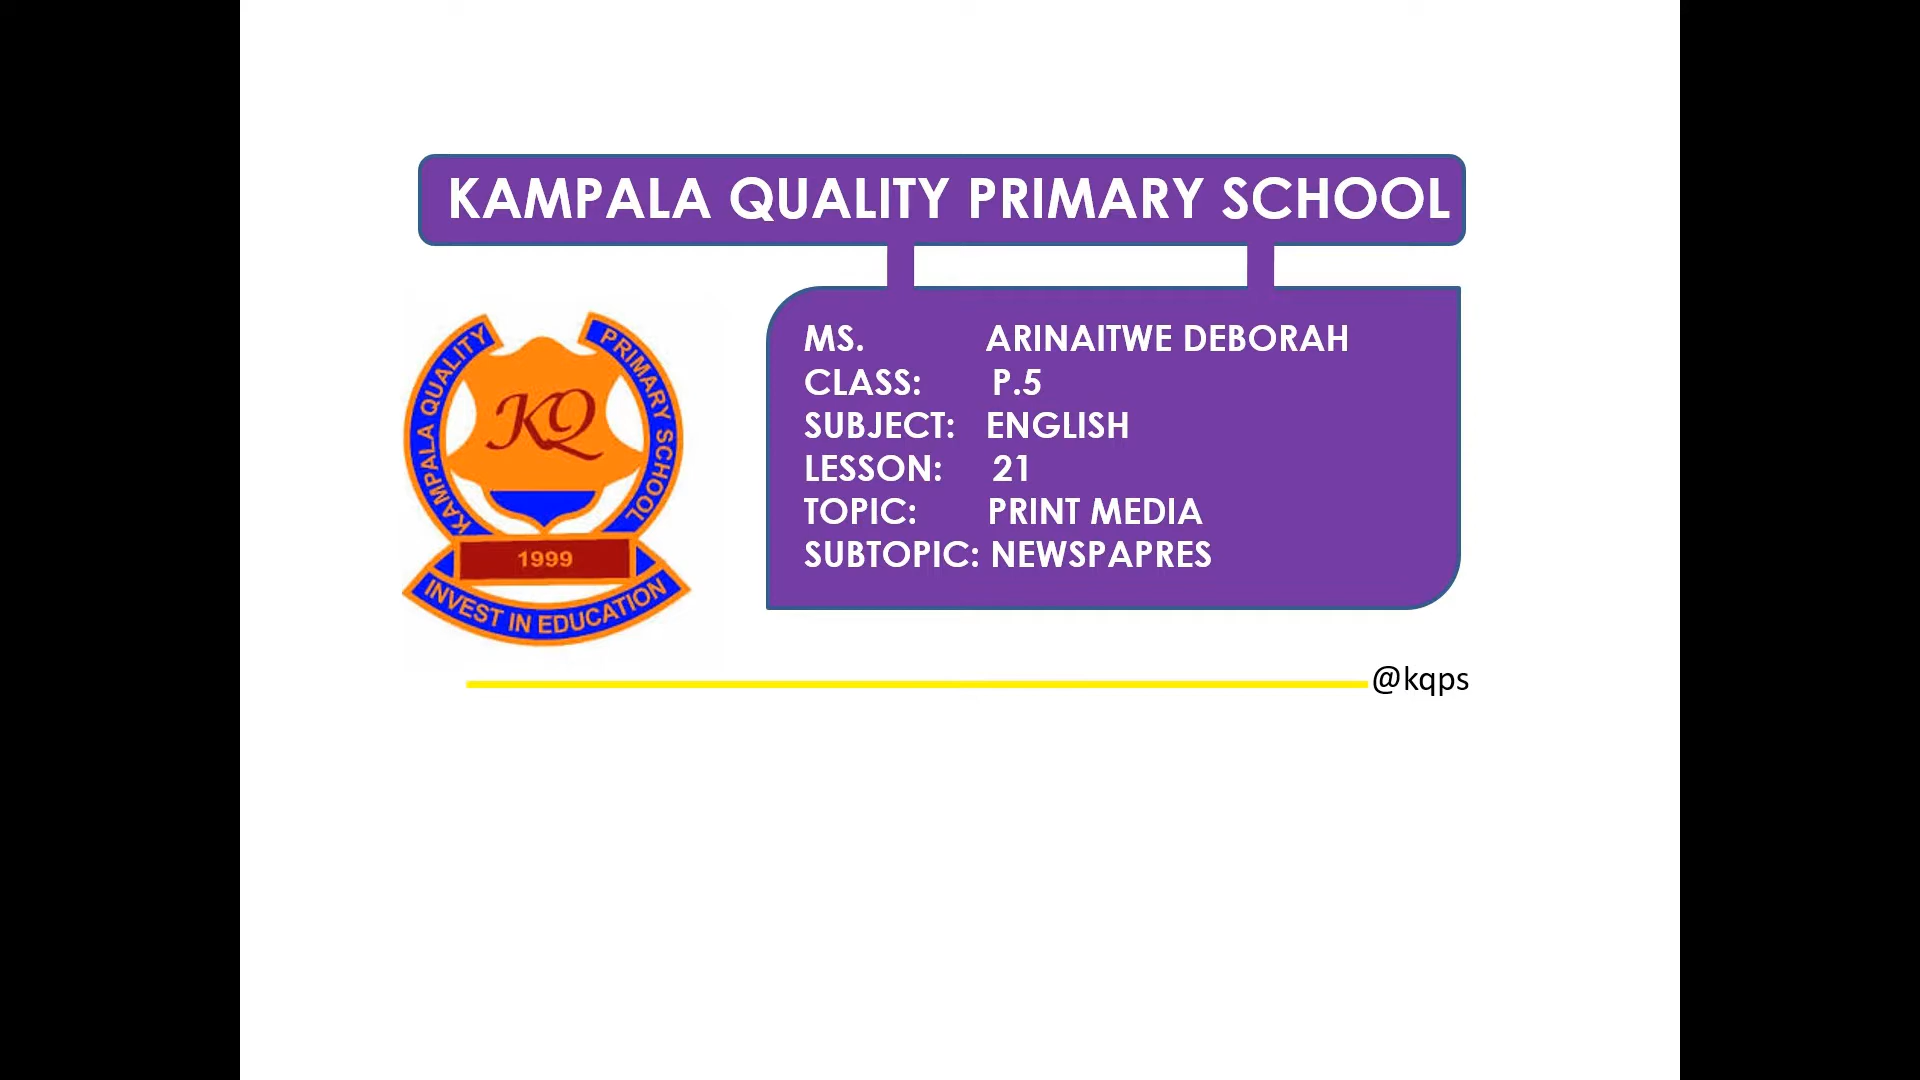 KAMPALA QUALITY PRIMARY SCHOOL
KAMPALA QUALITY PRIMARY SCHOOL
KQ
1999
INVEST IN EDUCATION
MS. ARINAITWE DEBORAH
CLASS: P.5
SUBJECT: ENGLISH
LESSON: 21
TOPIC: PRINT MEDIA
SUBTOPIC: NEWSPAPRES
@kqps